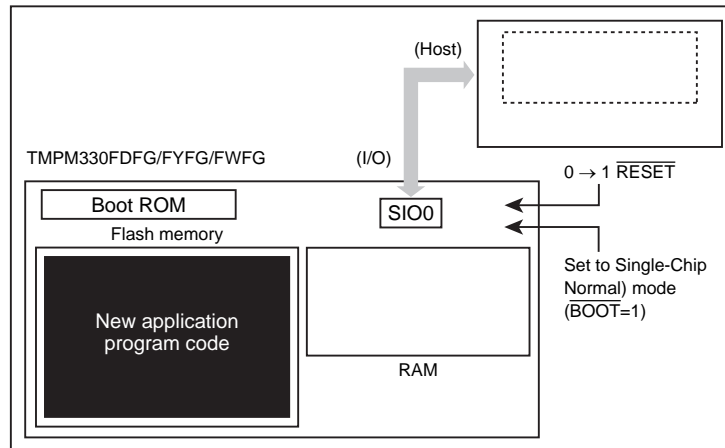 (Host)
TMPM330FDFG/FYFG/FWFG
(I/O)
0 → 1 RESET
Boot ROM
SIO0
Flash memory
Set to Single-Chip
Normal) mode
(BOOT=1)
New application
program code
RAM